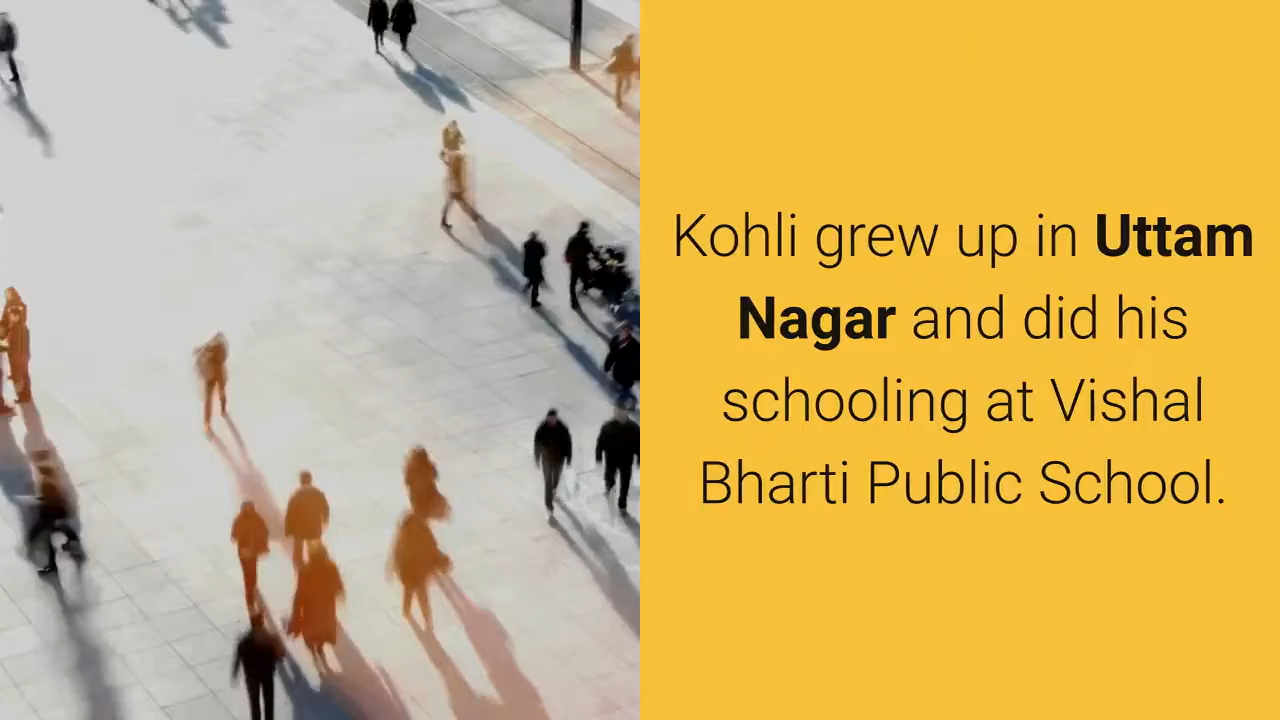 Kohli grew up in Uttam
Nagar and did his
schooling at Vishal
Bharti Public School.